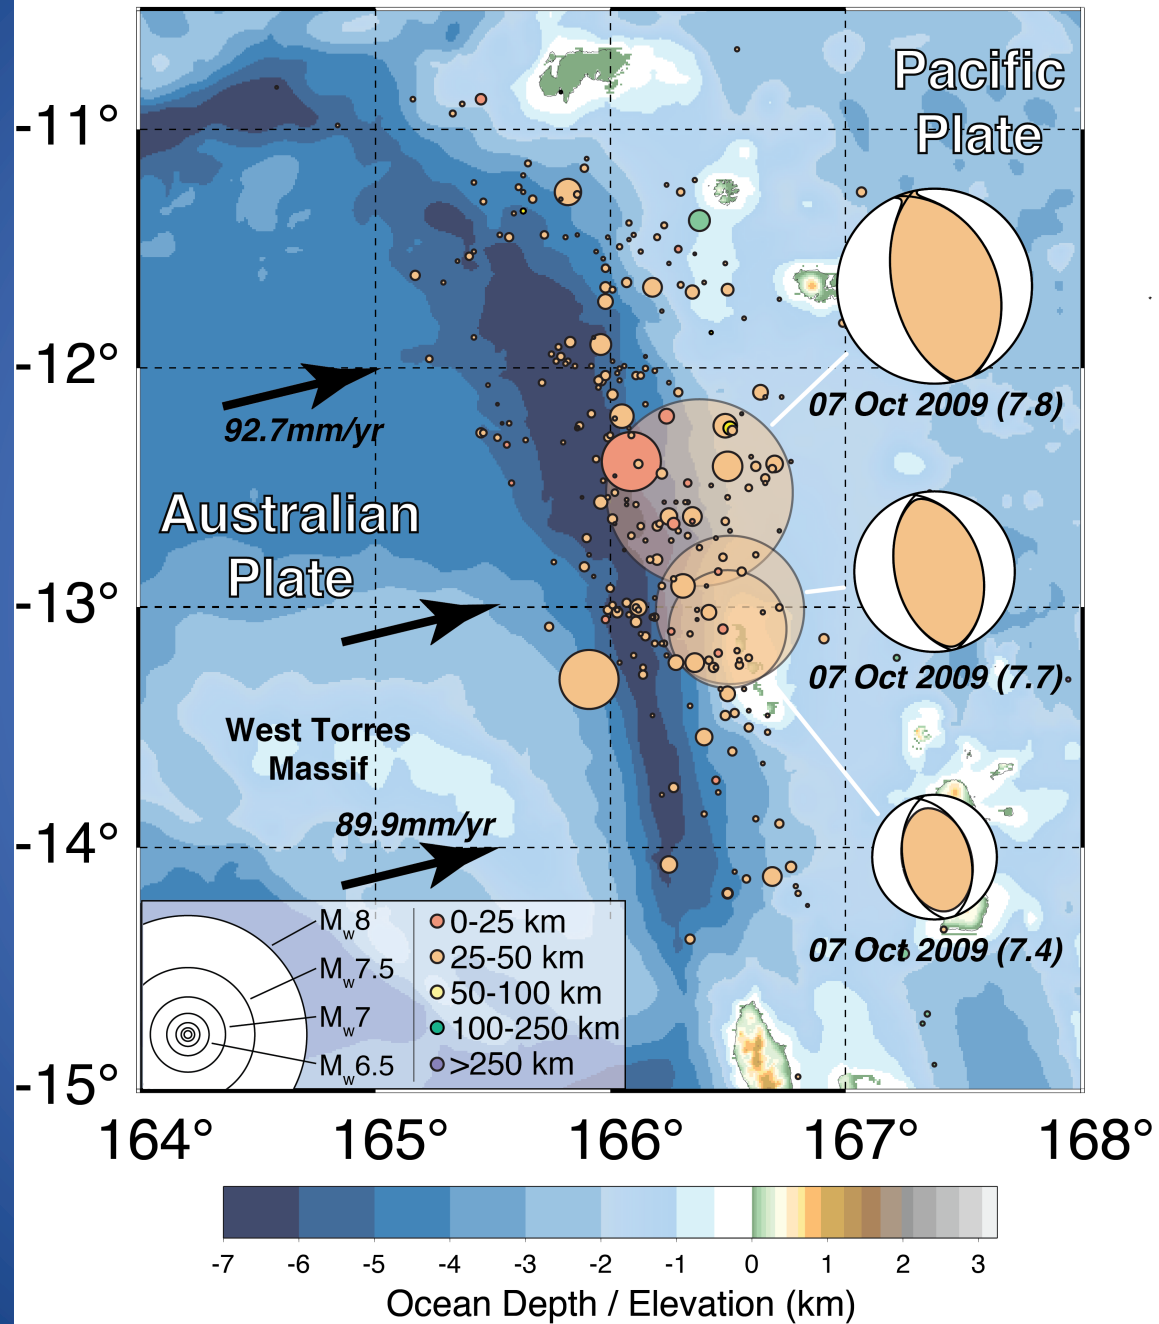 Pacific
Plate
-11°
-12°
07 Oct 2009 (7.8)
92.7mm/yr
Australian
Plate
-13°
07 Oct 2009 (7.7)
West Torres
Massif
89.9mm/yr
-14°
07 Oct 2009 (7.4)
Mw8
Mw7.5
Mw7
Mw6.5
0-25 km
25-50 km
50-100 km
100-250 km
>250 km
-15°
164° 165° 166° 167° 168°
-7 -6 -5 -4 -3 -2 -1 0 1 2 3
Ocean Depth / Elevation (km)